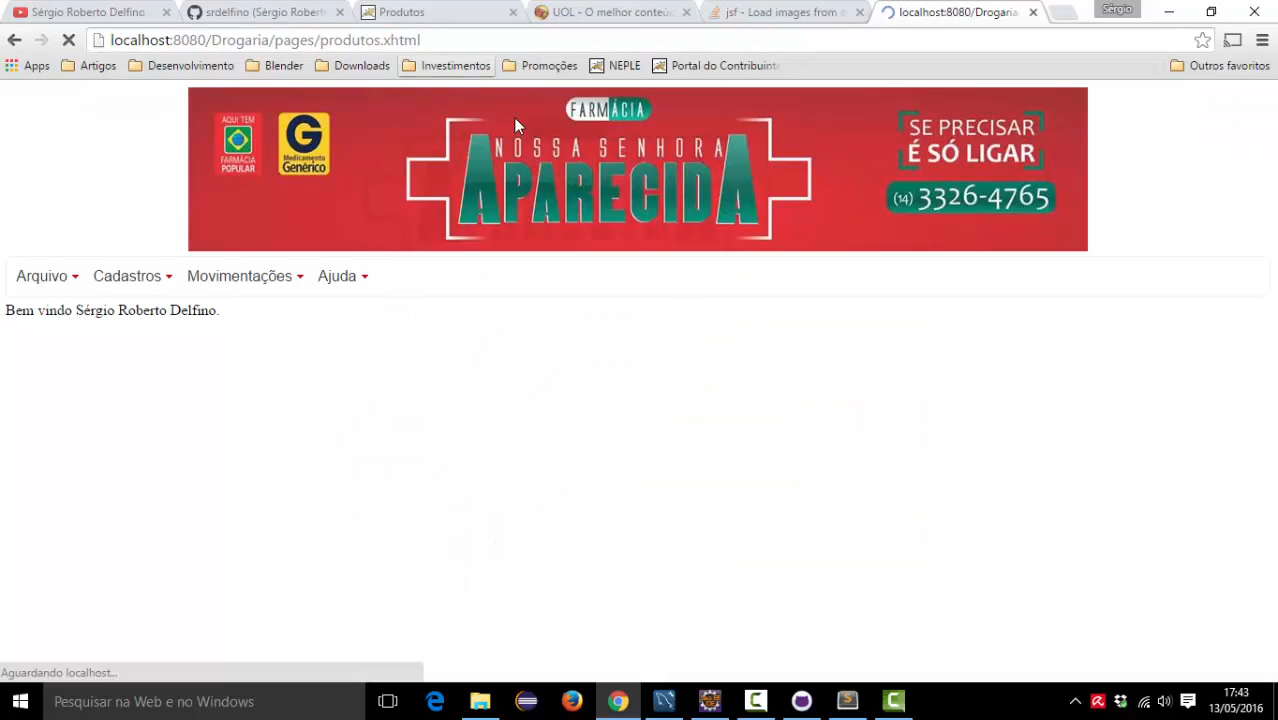 Sérgio Roberto Delfino
srdelfino (Sérgio Robert
Produtos
UOL - O melhor conteú
jsf - Load images from o
localhost:8080/Drogaria
Sérgio
localhost:8080/Drogaria/pages/produtos.xhtml
Apps
Artigos
Desenvolvimento
Blender
Downloads
Investimentos
Promoções
NEPLE
Portal do Contribuint
Outros favoritos
AQUI TEM
FARMÁCIA
POPULAR
G
Medicamento
Genérico
FARMÁCIA
NOSSA SENHORA
APARECIDA
SE PRECISAR
É SÓ LIGAR
(14) 3326-4765
Arquivo
Cadastros
Movimentações
Ajuda
Bem vindo Sérgio Roberto Delfino.
Aguardando localhost...
Pesquisar na Web e no Windows
17:43
13/05/2016